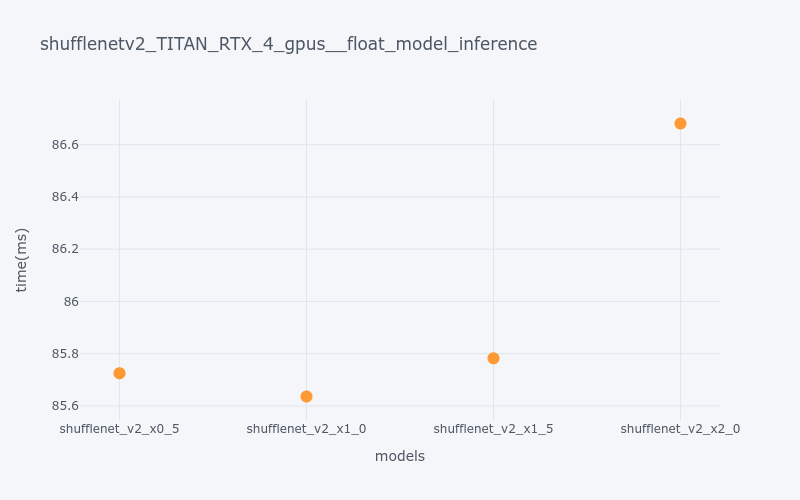 shufflenetv2_TITAN_RTX_4_gpus__float_model_inference
time(ms)
86.6
86.4
86.2
86
85.8
85.6
shufflenet_v2_x0_5 shufflenet_v2_x1_0 shufflenet_v2_x1_5 shufflenet_v2_x2_0
models